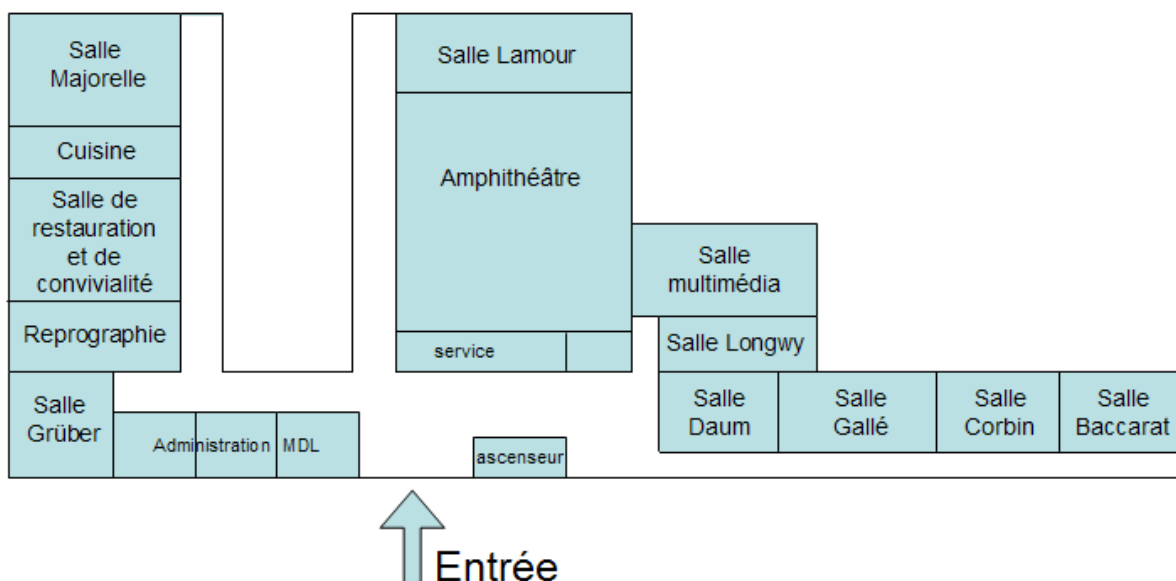 Salle
Majorelle
Cuisine
Salle de
restauration
et de
convivialité
Reprographie
Salle
Grüber
Administration
MDL
Salle Lamour
Amphithéâtre
service
ascenseur
Salle
multimédia
Salle Longwy
Salle
Daum
Salle
Gallé
Salle
Corbin
Salle
Baccarat
Entrée